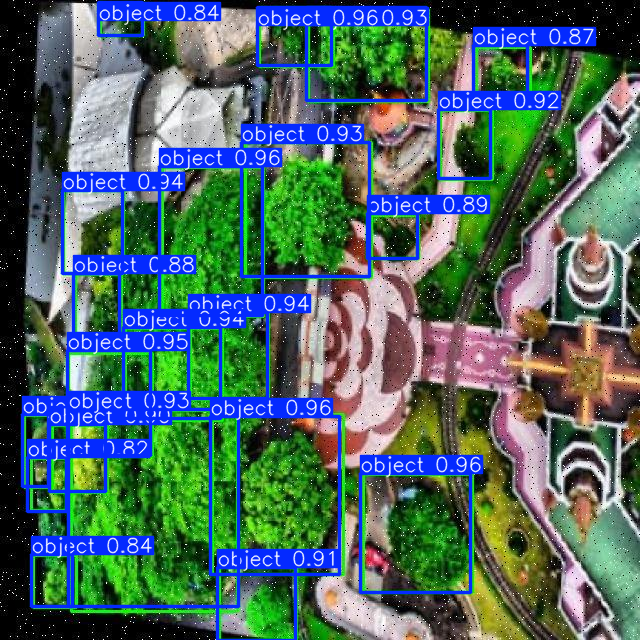 object 0.84
object 0.96
0.93
object 0.87
object 0.92
object 0.93
object 0.96
object 0.94
object 0.89
object 0.88
object 0.94
object 0.94
object 0.95
object 0.93
object 0.96
object 0.82
object 0.96
object 0.84
object 0.91